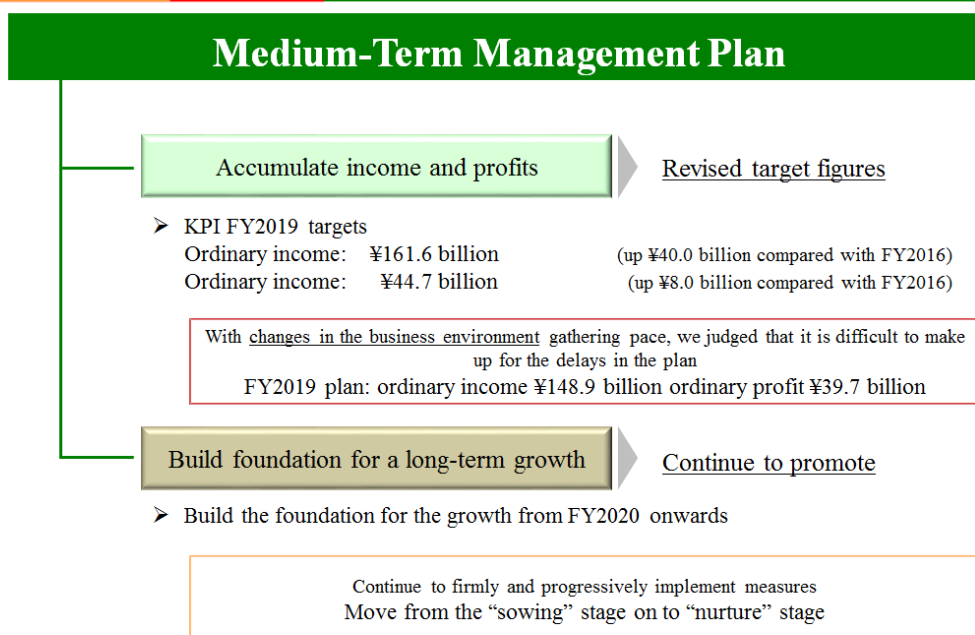 Medium-Term Management Plan
Accumulate income and profits
Revised target figures
➢ KPI FY2019 targets
Ordinary income: ¥161.6 billion (up ¥40.0 billion compared with FY2016)
Ordinary income: ¥44.7 billion (up ¥8.0 billion compared with FY2016)
With changes in the business environment gathering pace, we judged that it is difficult to make
up for the delays in the plan
FY2019 plan: ordinary income ¥148.9 billion ordinary profit ¥39.7 billion
Build foundation for a long-term growth
Continue to promote
➢ Build the foundation for the growth from FY2020 onwards
Continue to firmly and progressively implement measures
Move from the “sowing” stage on to “nurture” stage